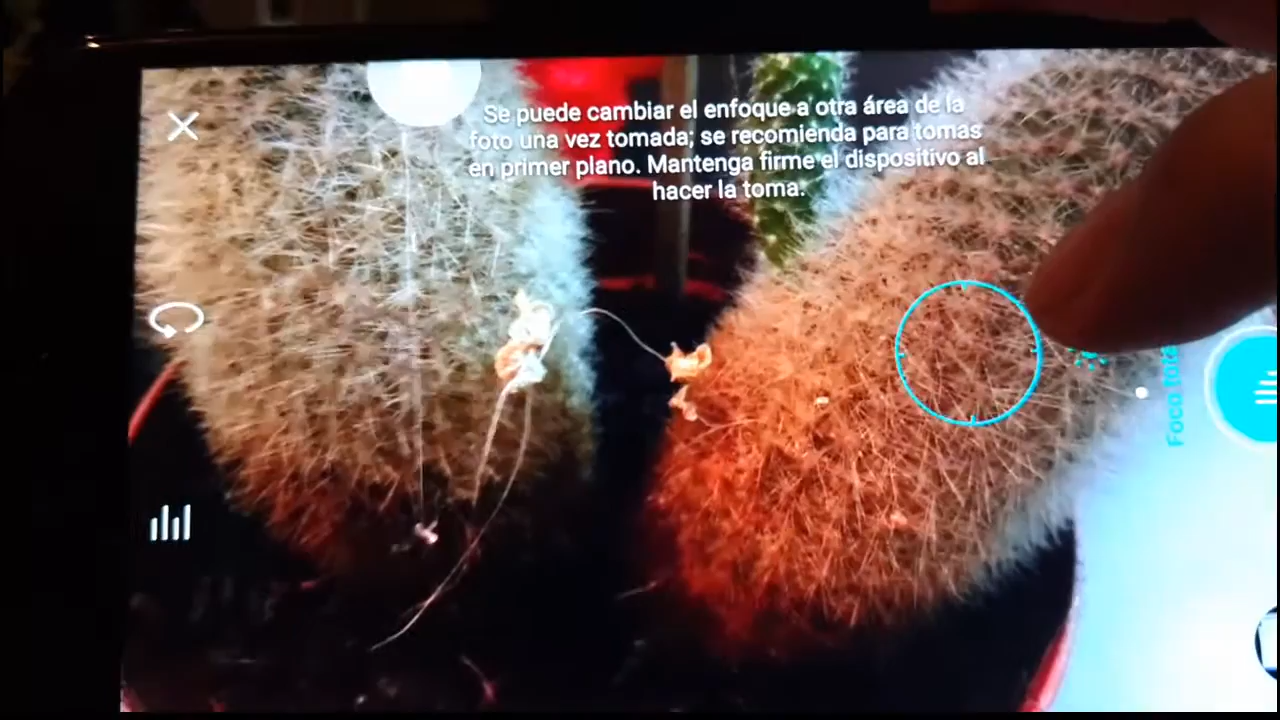 Se puede cambiar el enfoque a otra área de la
foto una vez tomada; se recomienda para tomas
en primer plano. Mantenga firme el dispositivo al
hacer la toma.
Foco